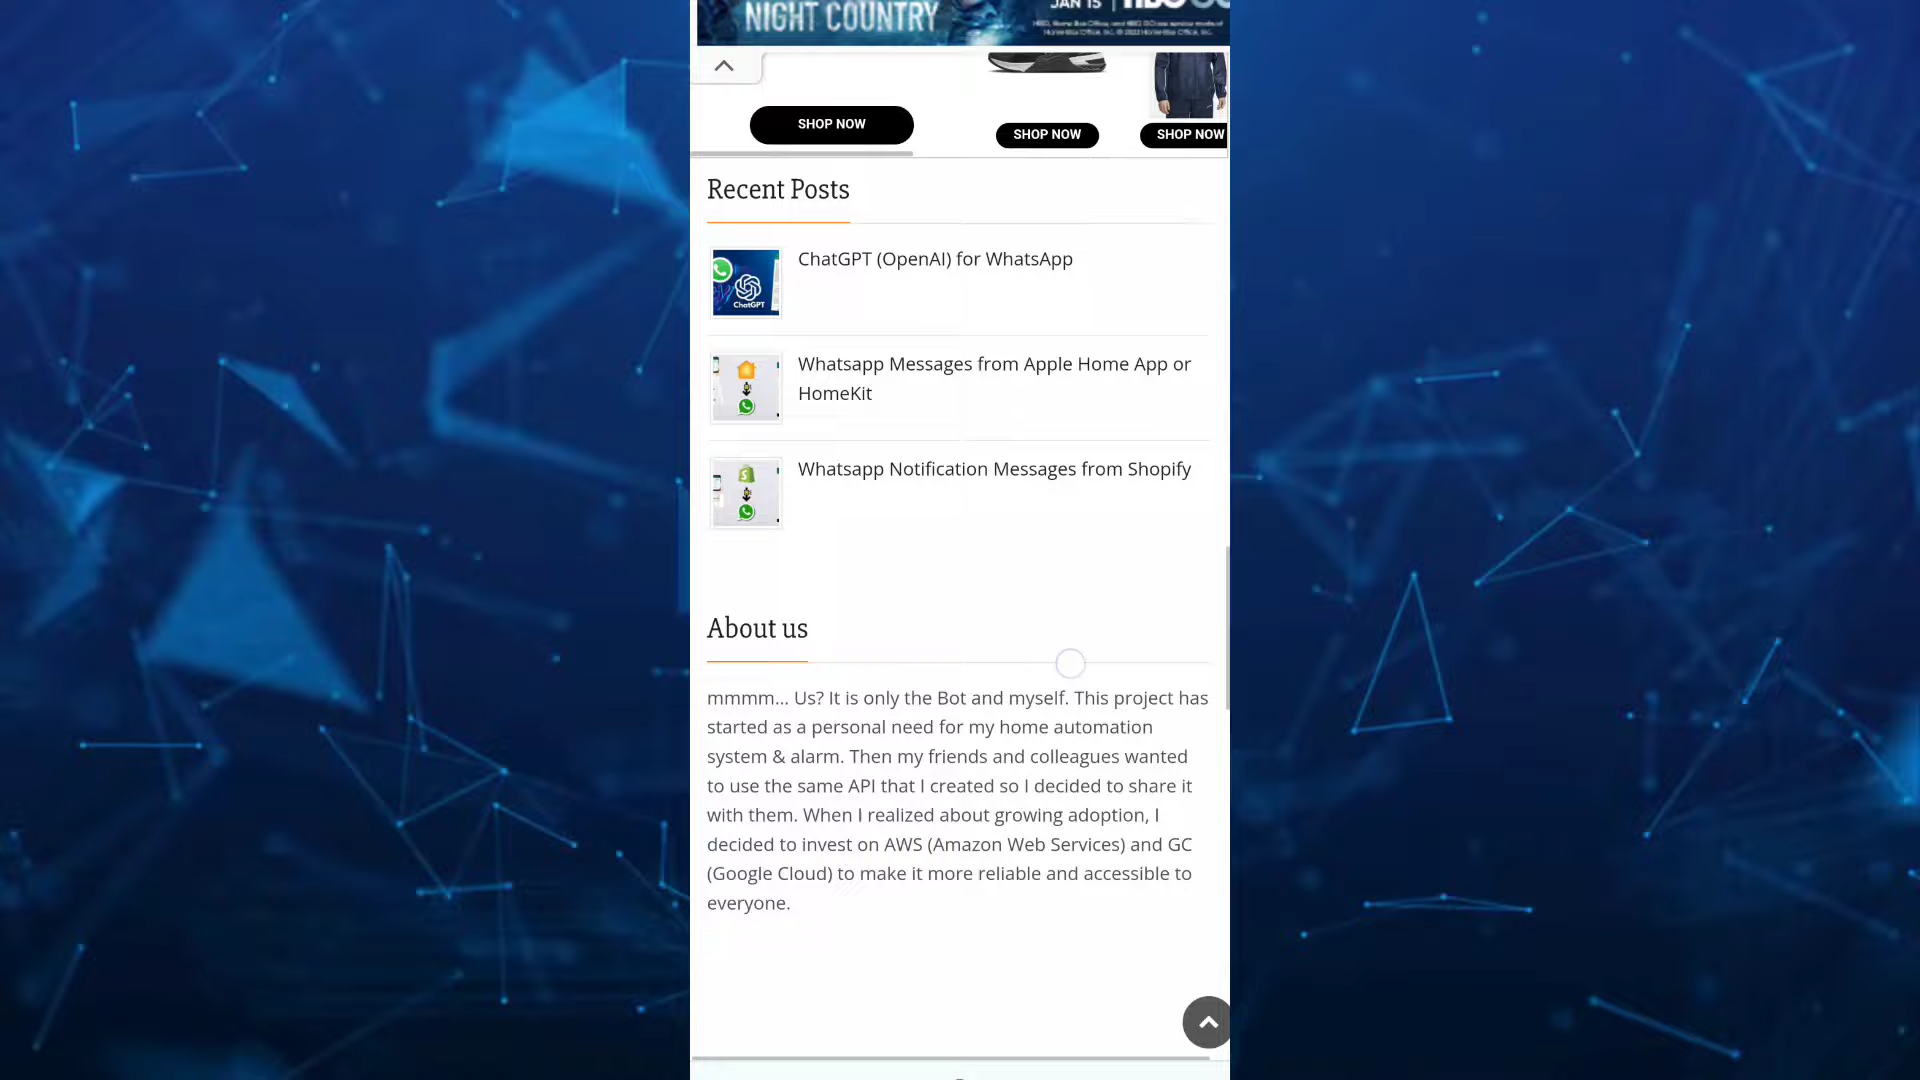 JAN 15 | HBO GO
NIGHT COUNTRY
SHOP NOW
SHOP NOW
SHOP NOW
Recent Posts
ChatGPT
ChatGPT (OpenAI) for WhatsApp
Whatsapp Messages from Apple Home App or
HomeKit
Whatsapp Notification Messages from Shopify
About us
mmmm... Us? It is only the Bot and myself. This project has
started as a personal need for my home automation
system & alarm. Then my friends and colleagues wanted
to use the same API that I created so I decided to share it
with them. When I realized about growing adoption, I
decided to invest on AWS (Amazon Web Services) and GC
(Google Cloud) to make it more reliable and accessible to
everyone.